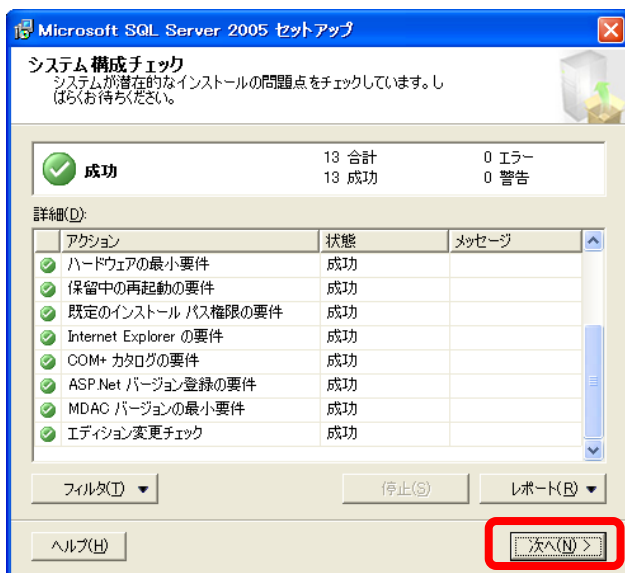 Microsoft SQL Server 2005 セットアップ
システム構成チェック
システムが潜在的なインストールの問題点をチェックしています。し
ばらくお待ちください。
成功 13 合計 0 エラー
13 成功 0 警告
詳細(D):
アクション 状態 メッセージ
ハードウェアの最小要件 成功
保留中の再起動の要件 成功
既定のインストール パス権限の要件 成功
Internet Explorer の要件 成功
COM+ カタログの要件 成功
ASP.Net バージョン登録の要件 成功
MDAC バージョンの最小要件 成功
エディション変更チェック 成功
フィルタ(T) 停止(S) レポート(R)
ヘルプ(H) 次へ(N) >